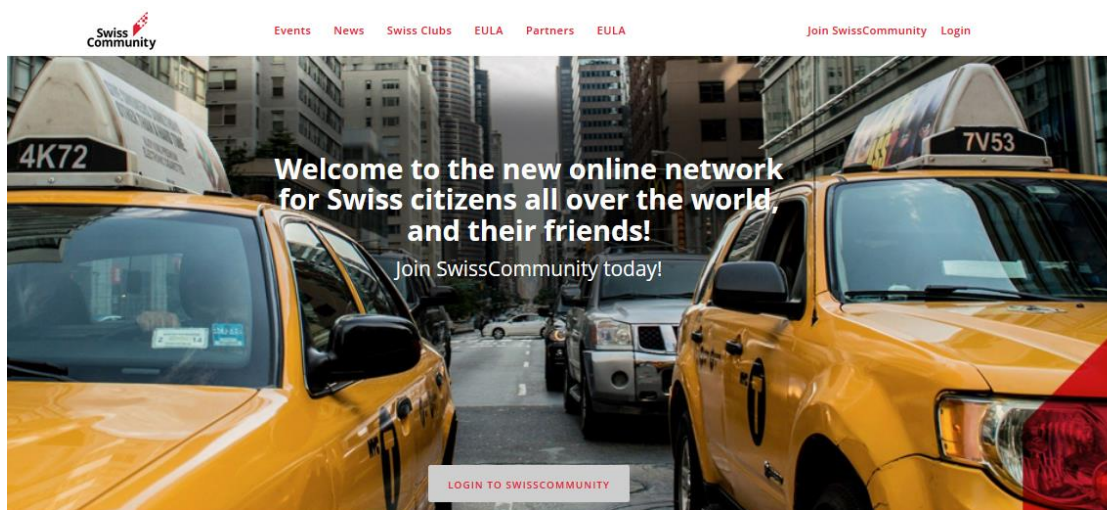 Swiss
Community
Events News Swiss Clubs EULA Partners EULA
Join SwissCommunity Login
4K72
7V53
Welcome to the new online network
for Swiss citizens all over the world,
and their friends!
Join SwissCommunity today!
LOGIN TO SWISSCOMMUNITY